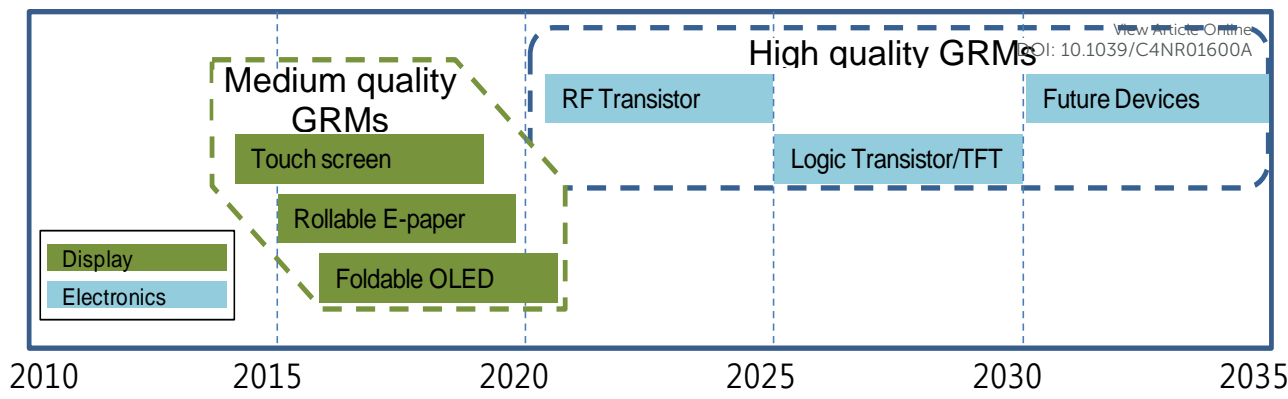 View Article Online
DOI: 10.1039/C4NR01600A
High quality GRMs
Medium quality
GRMs
RF Transistor
Future Devices
Touch screen
Logic Transistor/TFT
Rollable E-paper
Foldable OLED
Display
Electronics
2010 2015 2020 2025 2030 2035